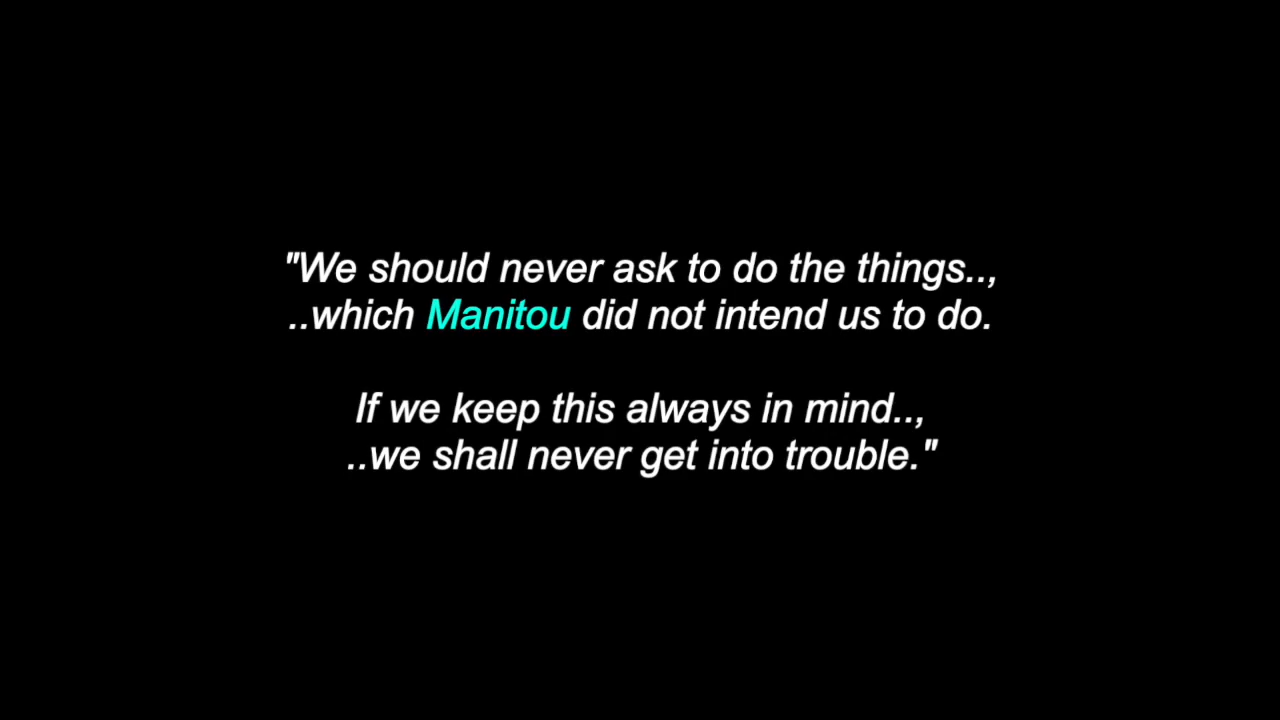 "We should never ask to do the things..,
..which Manitou did not intend us to do.
If we keep this always in mind..,
..we shall never get into trouble."